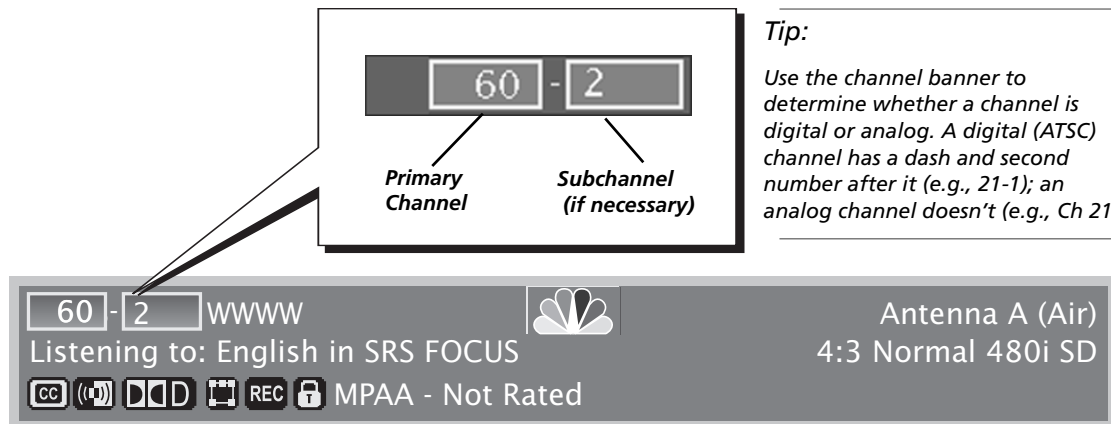 60 - 2
Primary
Channel
Subchannel
(if necessary)
Tip:
Use the channel banner to
determine whether a channel is
digital or analog. A digital (ATSC)
channel has a dash and second
number after it (e.g., 21-1); an
analog channel doesn't (e.g., Ch 21
60 - 2 WWWW
Antenna A (Air)
Listening to: English in SRS FOCUS
4:3 Normal 480i SD
CC REC T MPAA - Not Rated